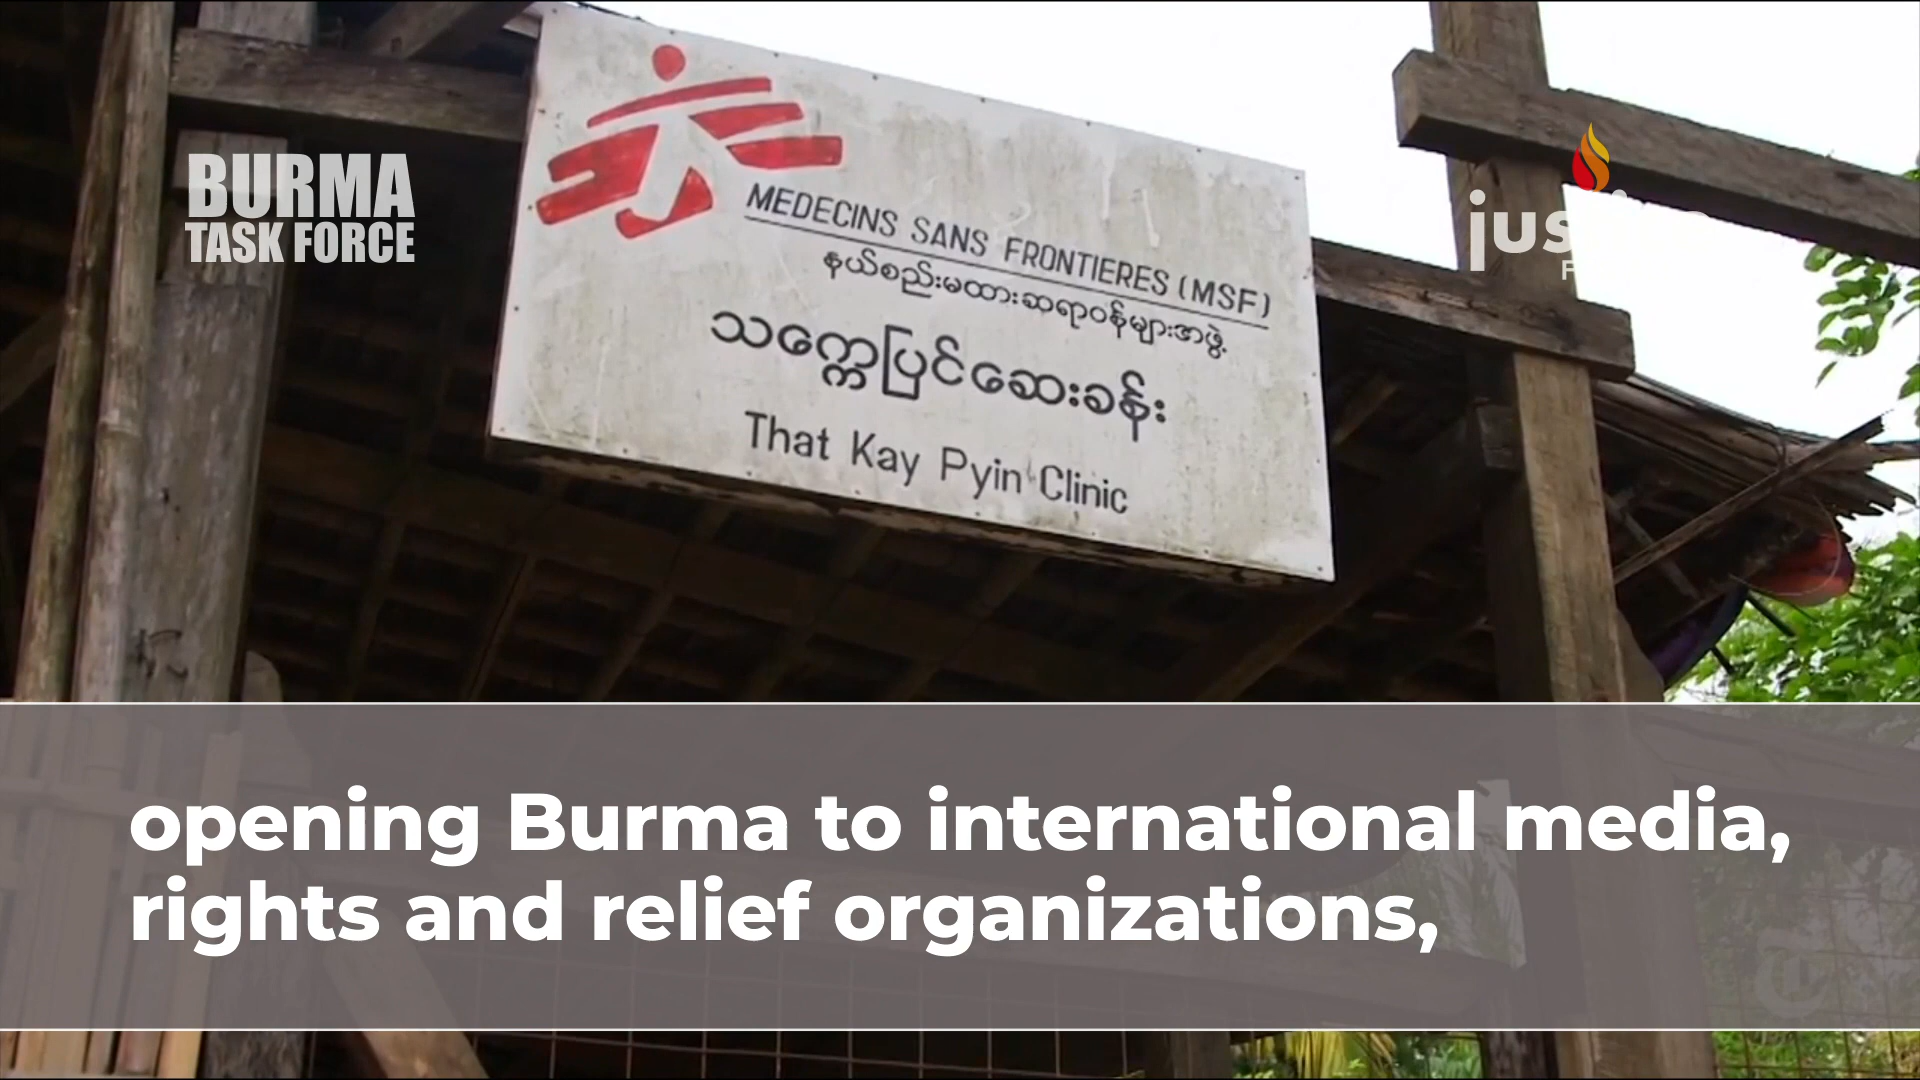 BURMA
TASK FORCE
MEDECINS SANS FRONTIERES (MSF)
နယ်စည်းမထားဆရာဝန်များအဖွဲ့
သက္ကေပြင်ဆေးခန်း
That Kay Pyin Clinic
opening Burma to international media,
rights and relief organizations,